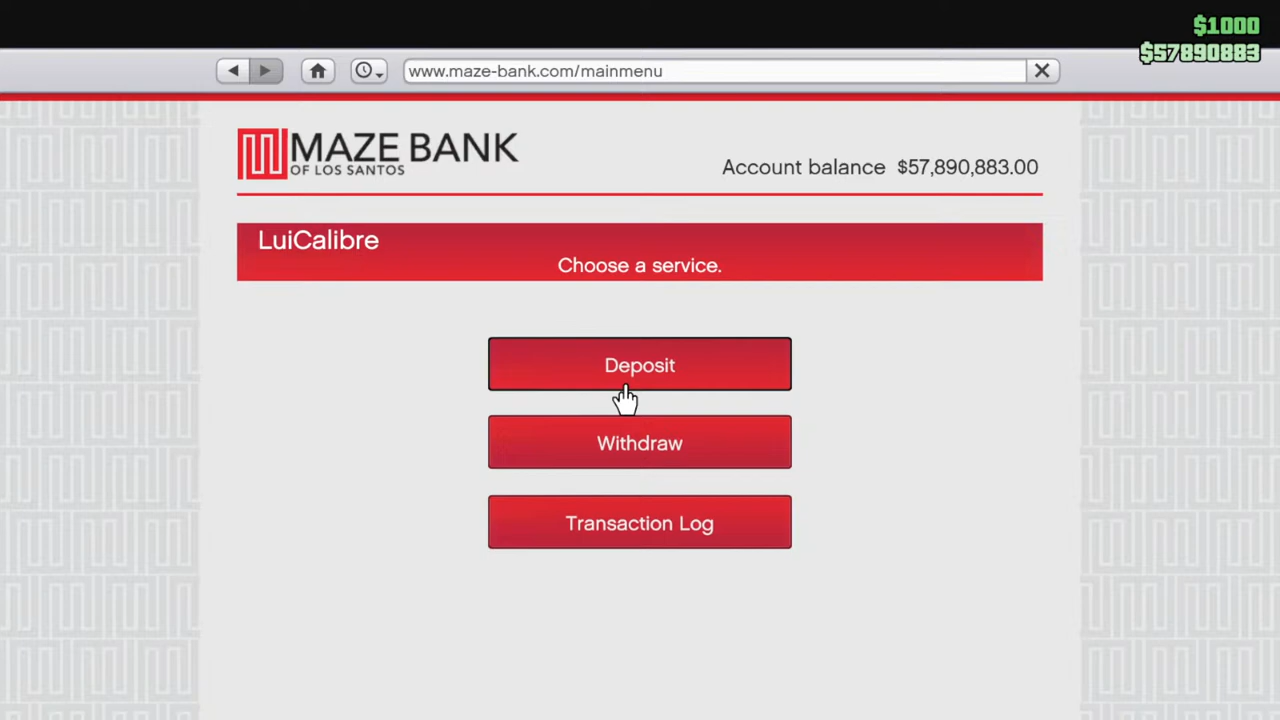 $1000
$57890883
www.maze-bank.com/mainmenu
MAZE BANK
OF LOS SANTOS
Account balance $57,890,883.00
LuiCalibre
Choose a service.
Deposit
Withdraw
Transaction Log